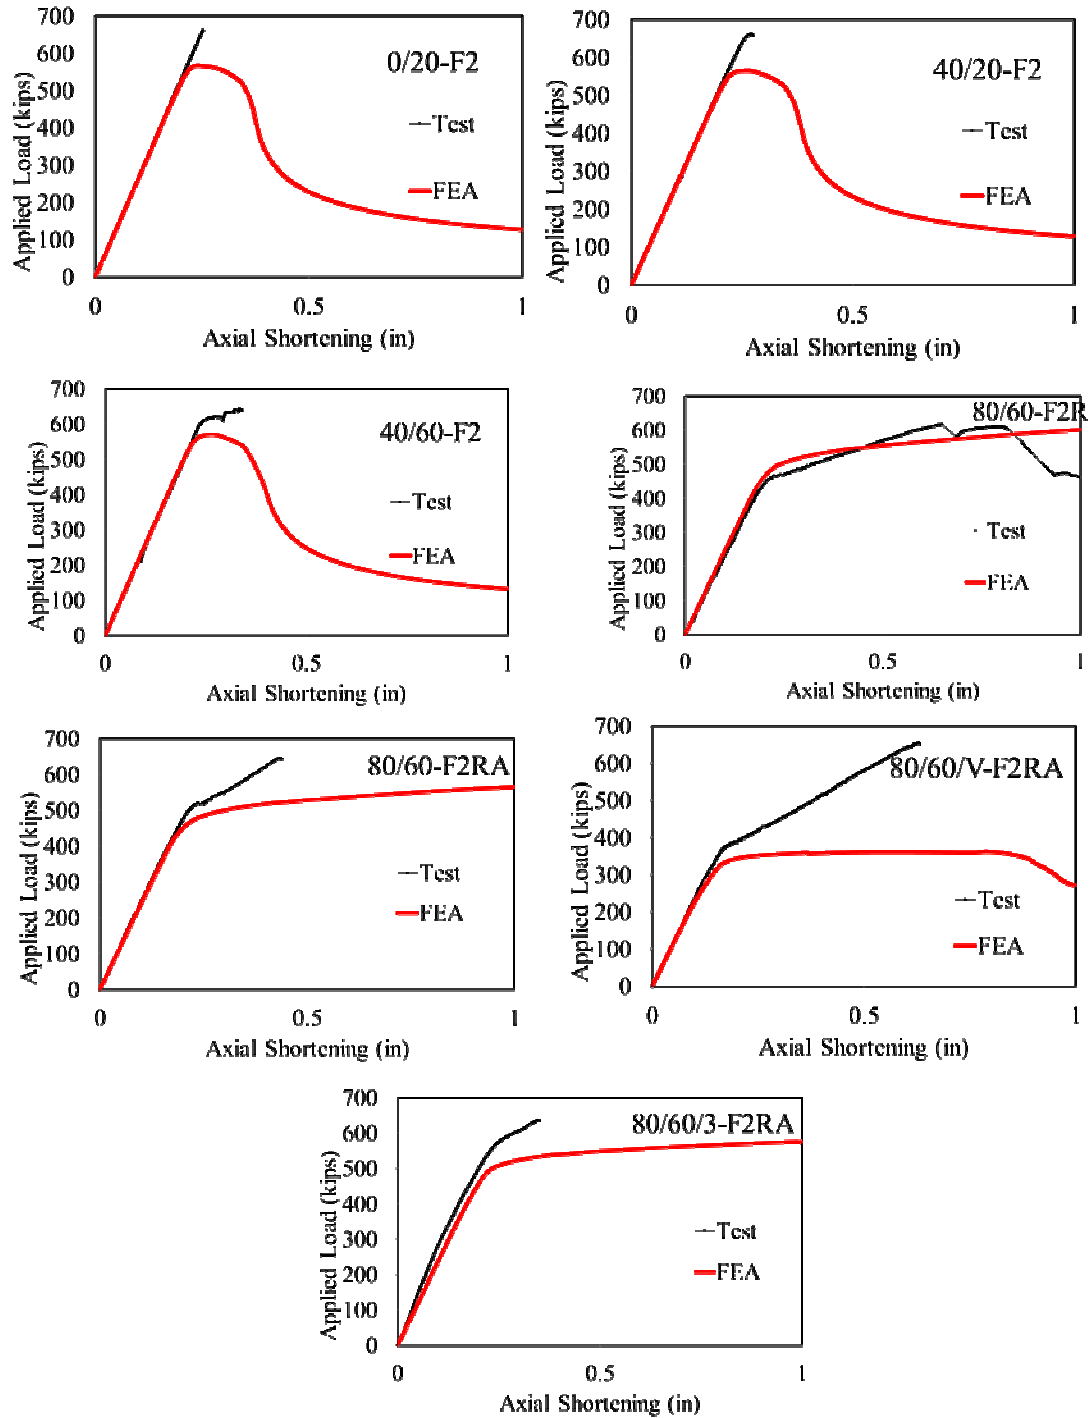 0/20-F2
Applied Load (kips)
700
600
500
400
300
200
100
0
Test
FEA
0
0.5
1
Axial Shortening (in)
40/20-F2
Applied Load (kips)
700
600
500
400
300
200
100
0
Test
FEA
0
0.5
1
Axial Shortening (in)
40/60-F2
Applied Load (kips)
700
600
500
400
300
200
100
0
Test
FEA
0
0.5
1
Axial Shortening (in)
80/60-F2R
Applied Load (kips)
700
600
500
400
300
200
100
0
Test
FEA
0
0.5
1
Axial Shortening (in)
80/60-F2RA
Applied Load (kips)
700
600
500
400
300
200
100
0
Test
FEA
0
0.5
1
Axial Shortening (in)
80/60/V-F2RA
Applied Load (kips)
700
600
500
400
300
200
100
0
Test
FEA
0
0.5
1
Axial Shortening (in)
80/60/3-F2RA
Applied Load (kips)
700
600
500
400
300
200
100
0
Test
FEA
0
0.5
1
Axial Shortening (in)